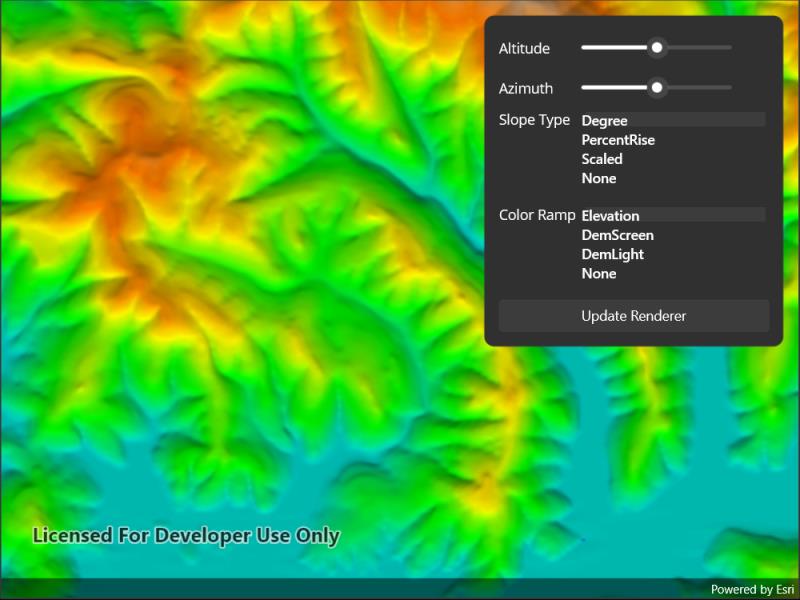 Altitude
Azimuth
Slope Type
Degree
PercentRise
Scaled
None
Color Ramp
Elevation
DemScreen
DemLight
None
Update Renderer
Licensed For Developer Use Only
Powered by Esri